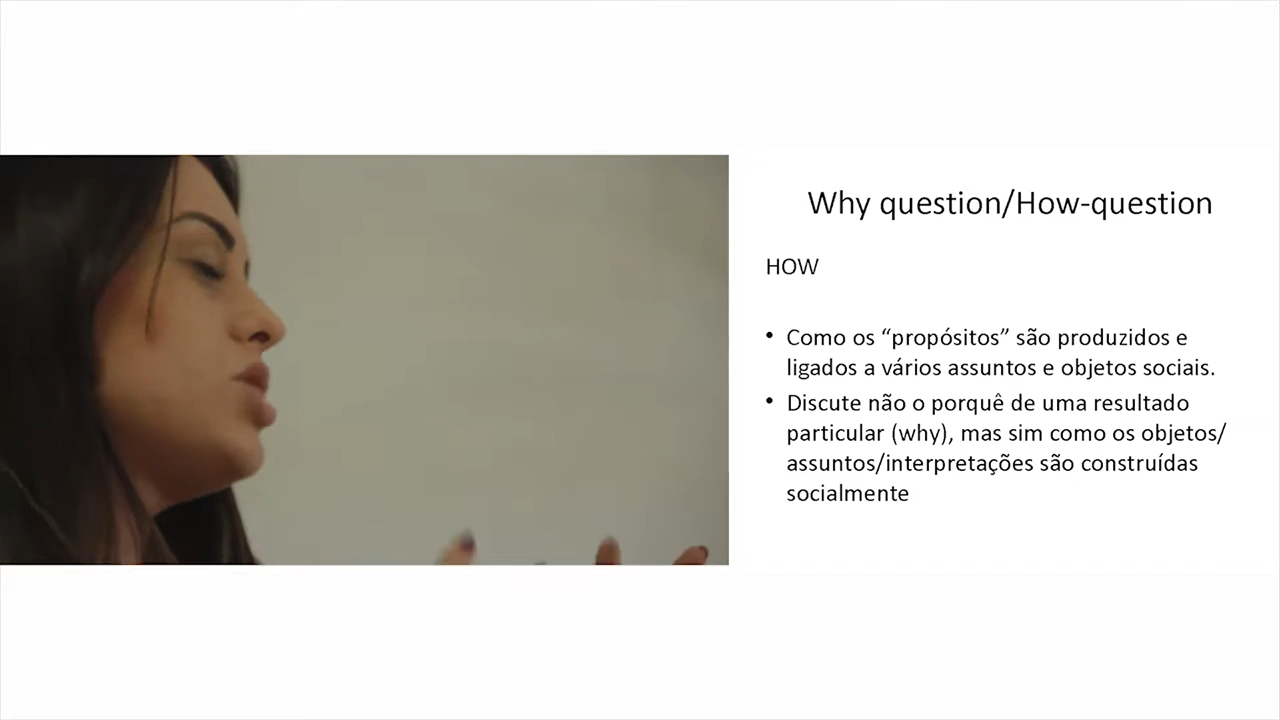 Why question/How-question
HOW
• Como os “propósitos” são produzidos e
ligados a vários assuntos e objetos sociais.
• Discute não o porquê de uma resultado
particular (why), mas sim como os objetos/
assuntos/interpretações são construídas
socialmente